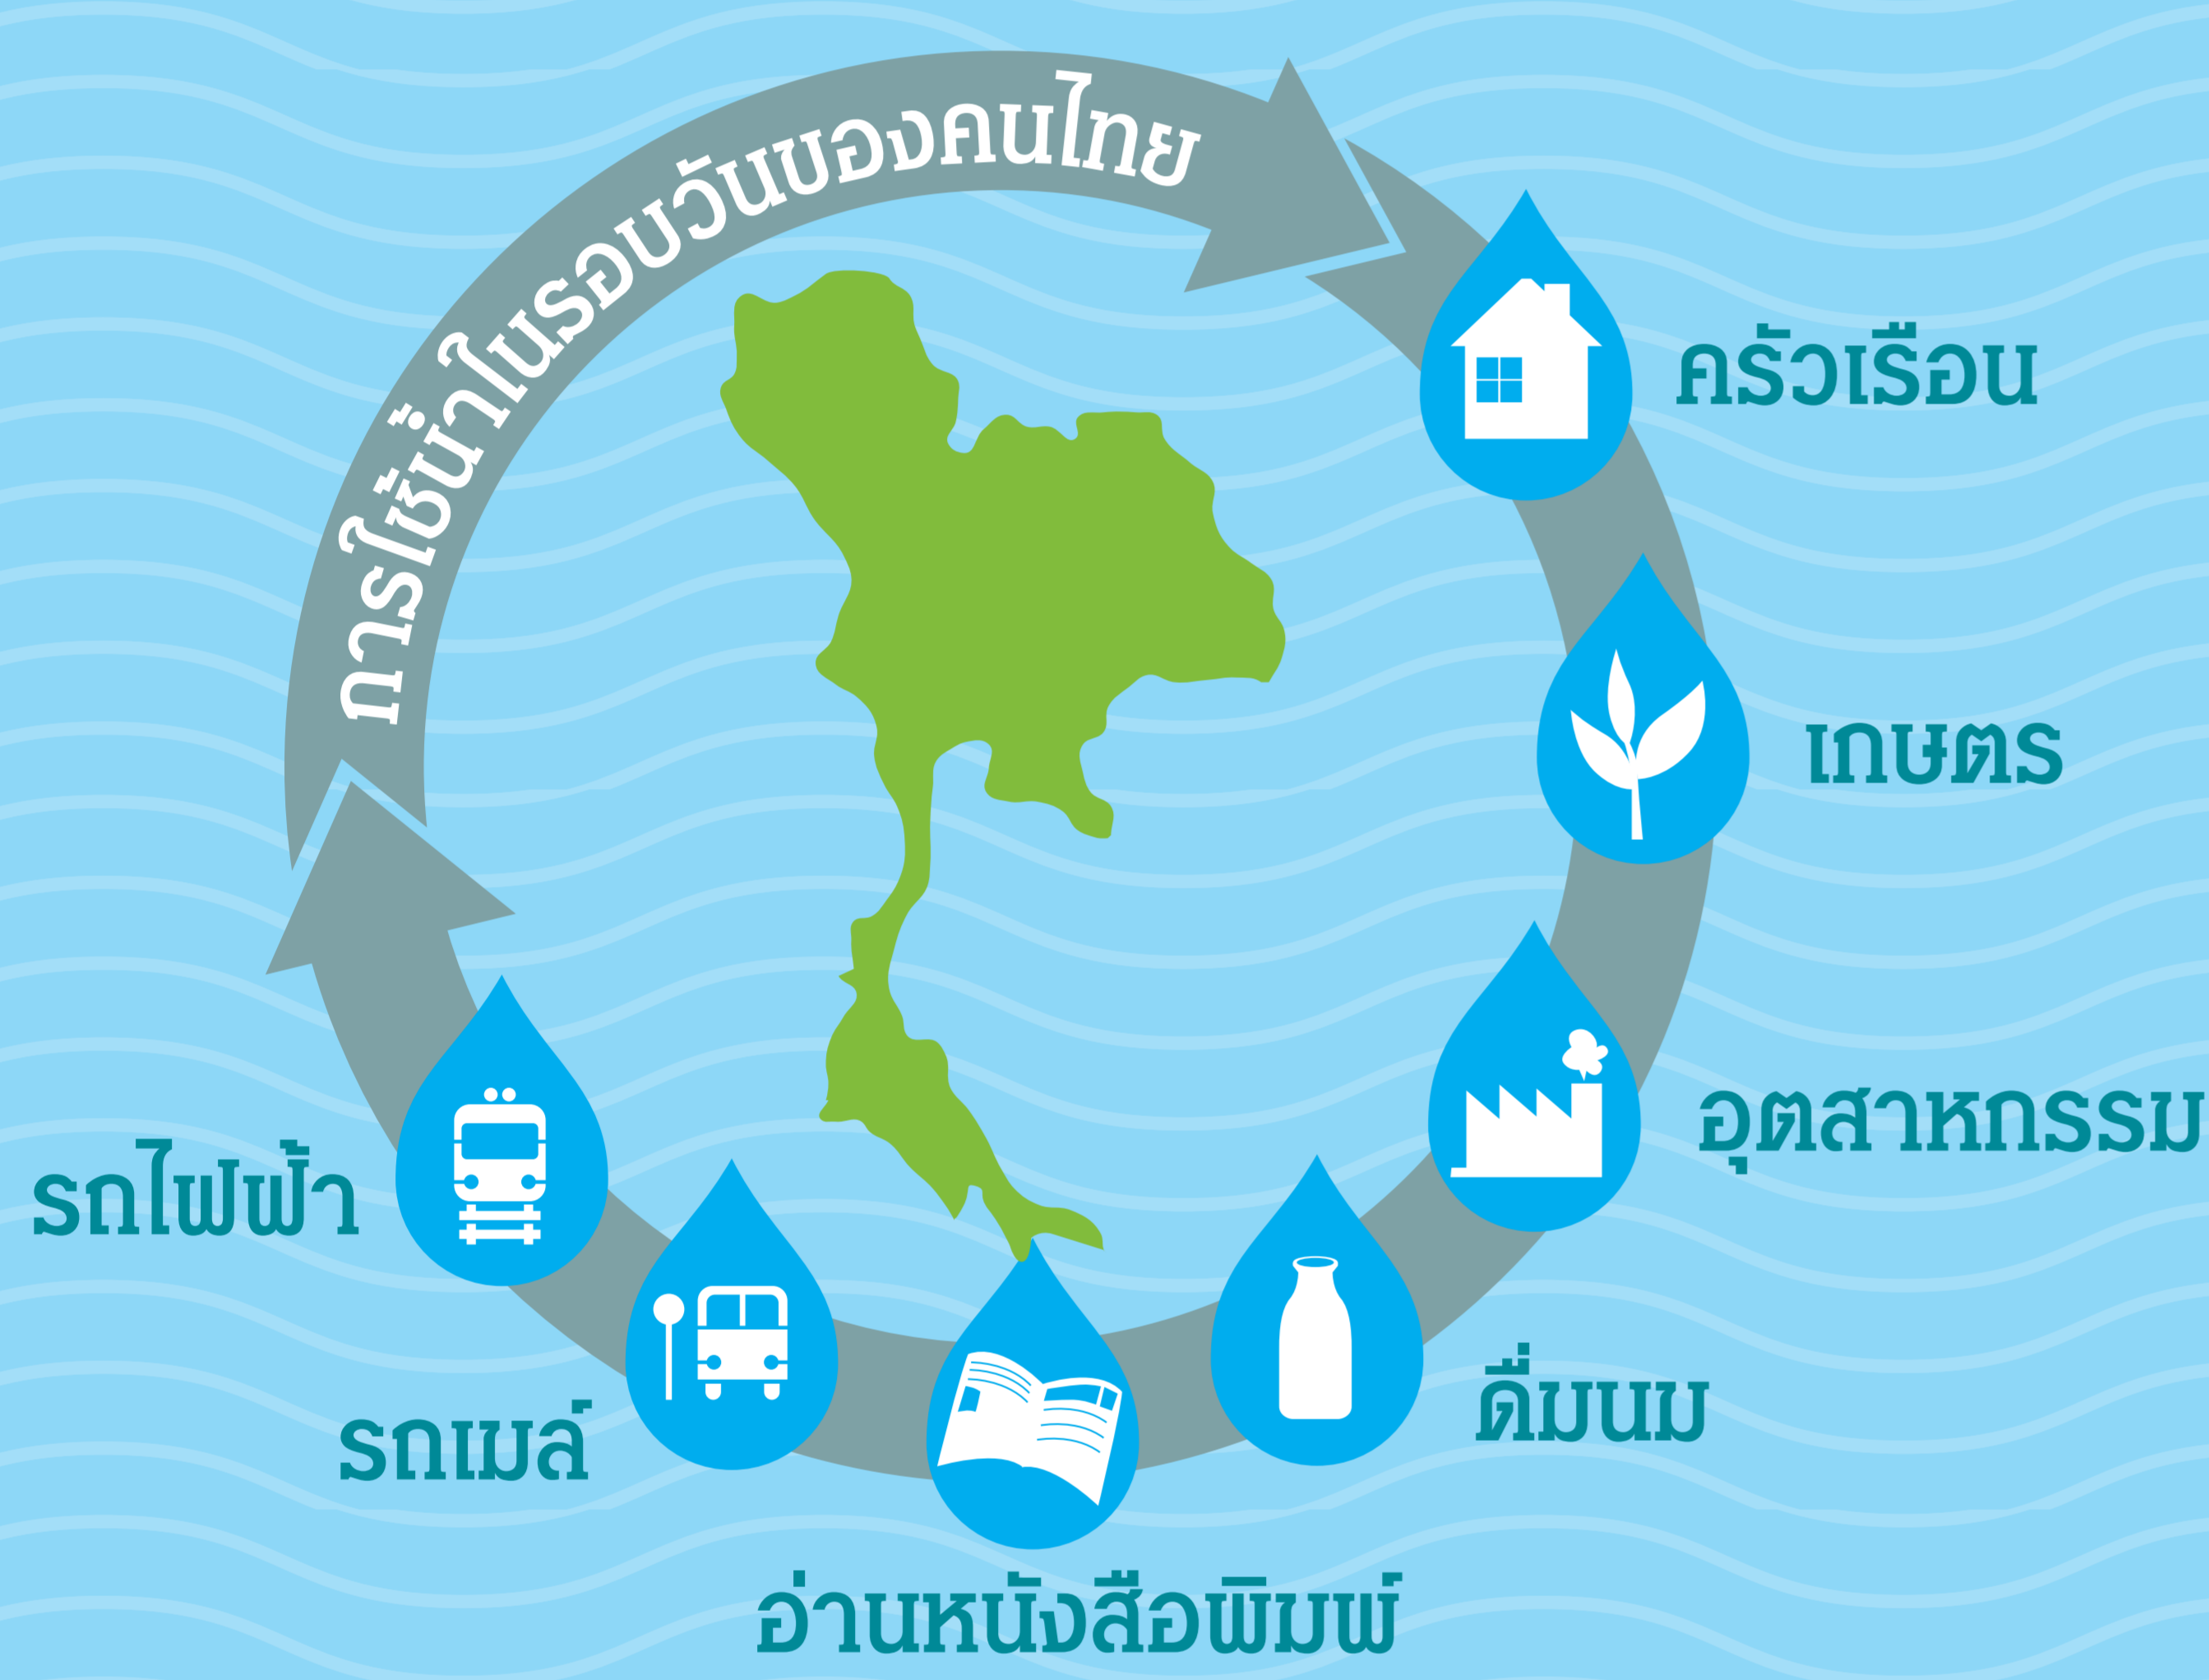 การใช้น้ำในรอบวันของคนไทย
ครัวเรือน
เกษตร
อุตสาหกรรม
ดื่มนม
อ่านหนังสือพิมพ์
รถเมล์
รถไฟฟ้า